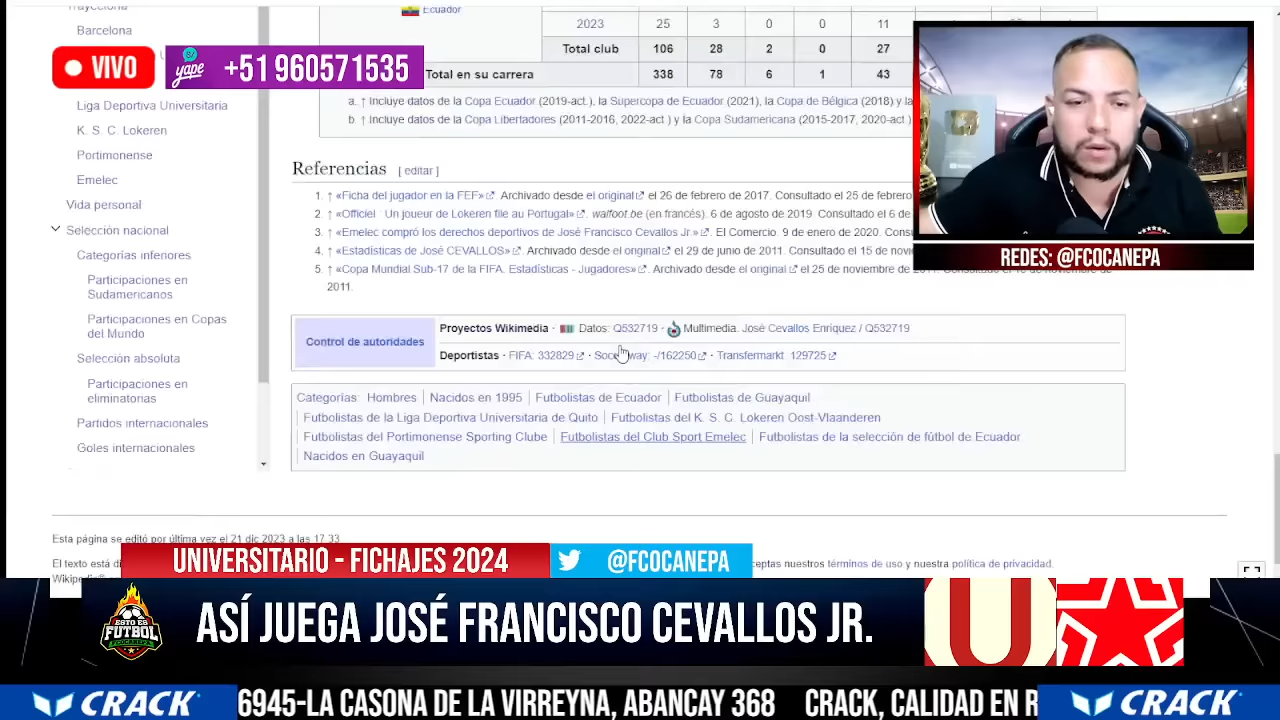 Trayectoria
Barcelona
Liga Deportiva Universitaria
K. S. C. Lokeren
Portimonense
Emelec
Vida personal
Selección nacional
Categorías inferiores
Participaciones en
Sudamericanos
Participaciones en Copas
del Mundo
Selección absoluta
Participaciones en
eliminatorias
Partidos internacionales
Goles internacionales
VIVO
yape
+51 960571535
Ecuador
2023 25 3 0 0 11
Total club 106 28 2 0 27
Total en su carrera 338 78 6 1 43
a. ↑ Incluye datos de la Copa Ecuador (2019-act.), la Supercopa de Ecuador (2021), la Copa de Bélgica (2018) y la
b. ↑ Incluye datos de la Copa Libertadores (2011-2016, 2022-act ) y la Copa Sudamericana (2015-2017, 2020-act.)
Referencias [ editar ]
1. ↑ «Ficha del jugador en la FEF». Archivado desde el original el 26 de febrero de 2017. Consultado el 25 de febrero
2. ↑ «Officiel : Un joueur de Lokeren file au Portugal». walfoot.be (en francés). 6 de agosto de 2019 Consultado el 6 de
3. ↑ «Emelec compró los derechos deportivos de José Francisco Cevallos Jr.». El Comercio. 9 de enero de 2020.
4. ↑ «Estadísticas de José CEVALLOS». Archivado desde el original el 29 de junio de 2011. Consultado el 15 de
5. ↑ «Copa Mundial Sub-17 de la FIFA. Estadísticas - Jugadores». Archivado desde el original el 25 de noviembre de
2011.
REDES: @FCOCANEPA
Control de autoridades
Proyectos Wikimedia · Datos: Q532719 · Multimedia: José Cevallos Enriquez / Q532719
Deportistas · FIFA: 332829 · -/162250 · Transfermarkt 129725
Categorías: Hombres | Nacidos en 1995 | Futbolistas de Ecuador | Futbolistas de Guayaquil
Futbolistas de la Liga Deportiva Universitaria de Quito | Futbolistas del K. S. C. Lokeren Oost-Vlaanderen
Futbolistas del Portimonense Sporting Clube | Futbolistas del Club Sport Emelec | Futbolistas de la selección de fútbol de Ecuador
Nacidos en Guayaquil
Esta página se editó por última vez el 21 dic 2023 a las 17:33.
El texto está
términos de uso y nuestra política de privacidad.
UNIVERSITARIO - FICHAJES 2024
@FCOCANEPA
ESTO ES
FUTBOL
FCOCANEPA
ASÍ JUEGA JOSÉ FRANCISCO CEVALLOS JR.
U
CRACK
6945-LA CASONA DE LA VIRREYNA, ABANCAY 368 CRACK, CALIDAD EN
CRACK